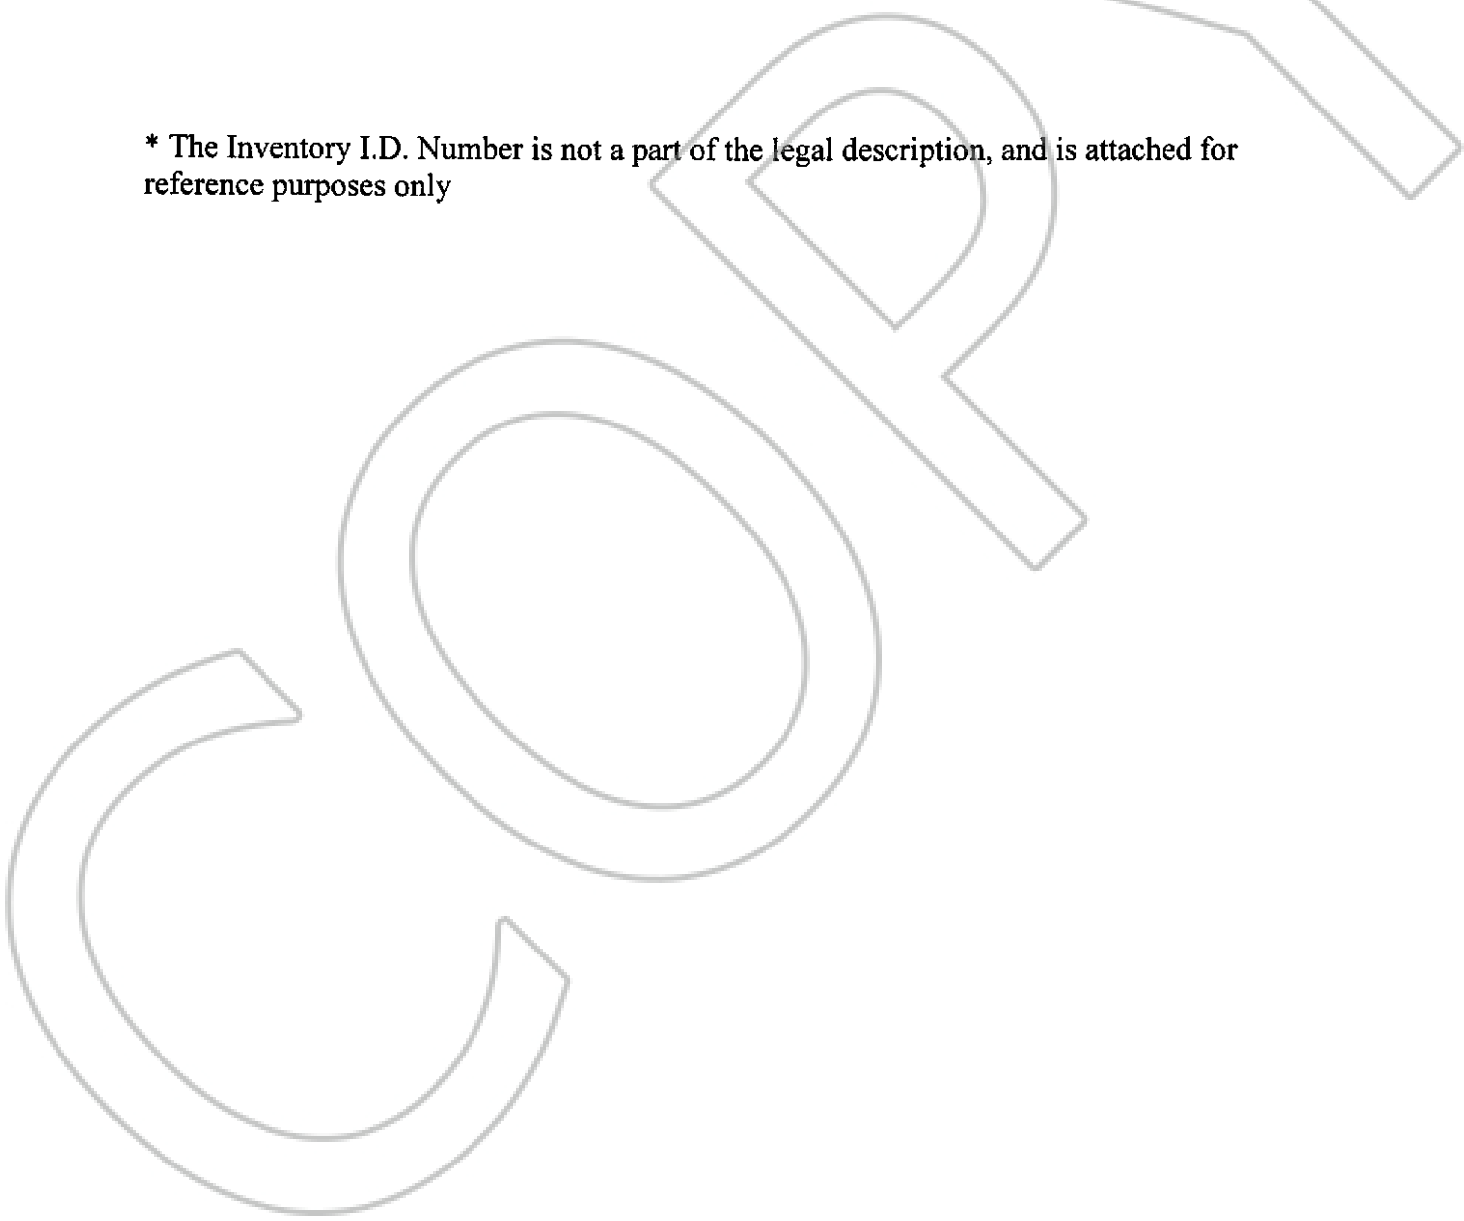 * The Inventory I.D. Number is not a part of the legal description, and is attached for
reference purposes only
COPY